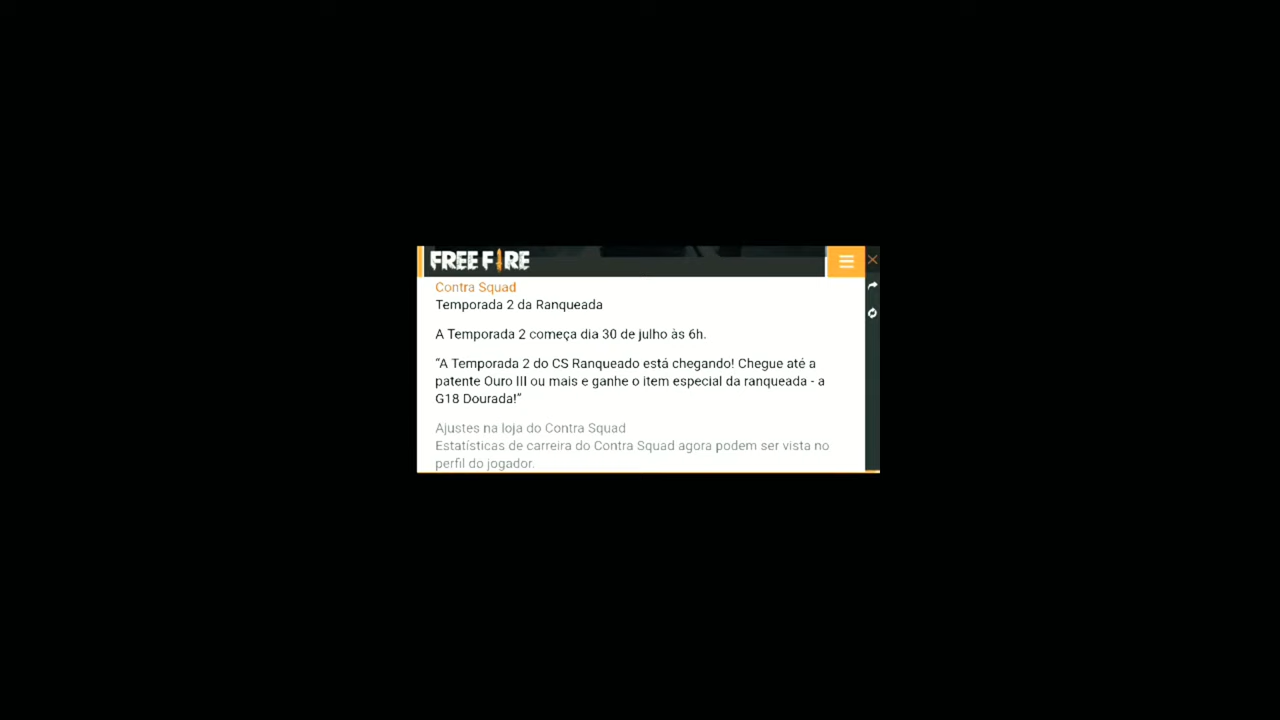 FREE FIRE
Contra Squad
Temporada 2 da Ranqueada
A Temporada 2 começa dia 30 de julho às 6h.
“A Temporada 2 do CS Ranqueado está chegando! Chegue até a
patente Ouro III ou mais e ganhe o item especial da ranqueada - a
G18 Dourada!”
Ajustes na loja do Contra Squad
Estatísticas de carreira do Contra Squad agora podem ser vista no
perfil do jogador.